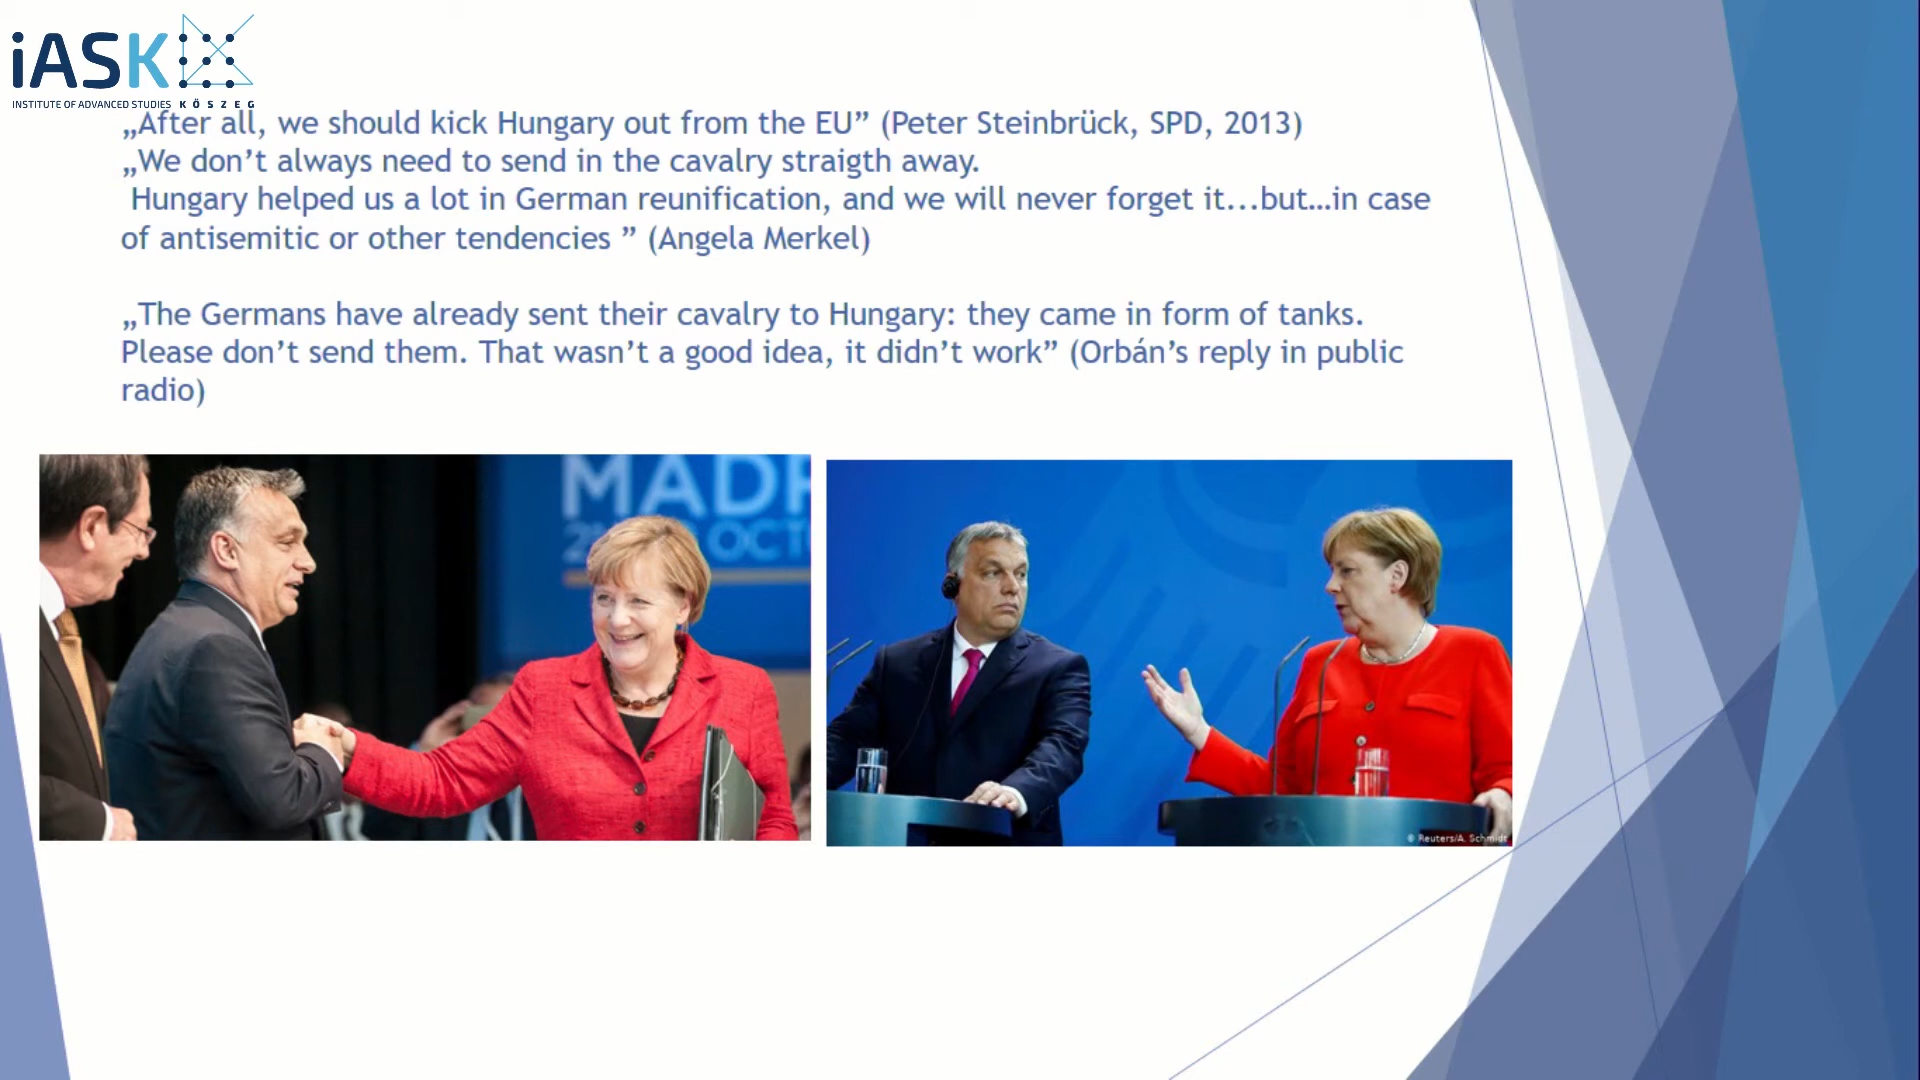 iASK
INSTITUTE OF ADVANCED STUDIES KŐSZEG
„After all, we should kick Hungary out from the EU” (Peter Steinbrück, SPD, 2013)
„We don’t always need to send in the cavalry straigth away.
Hungary helped us a lot in German reunification, and we will never forget it...but…in case
of antisemitic or other tendencies ” (Angela Merkel)
„The Germans have already sent their cavalry to Hungary: they came in form of tanks.
Please don’t send them. That wasn’t a good idea, it didn’t work” (Orbán’s reply in public
radio)
MADR
2 OCT
© Reuters/A. Schmidt